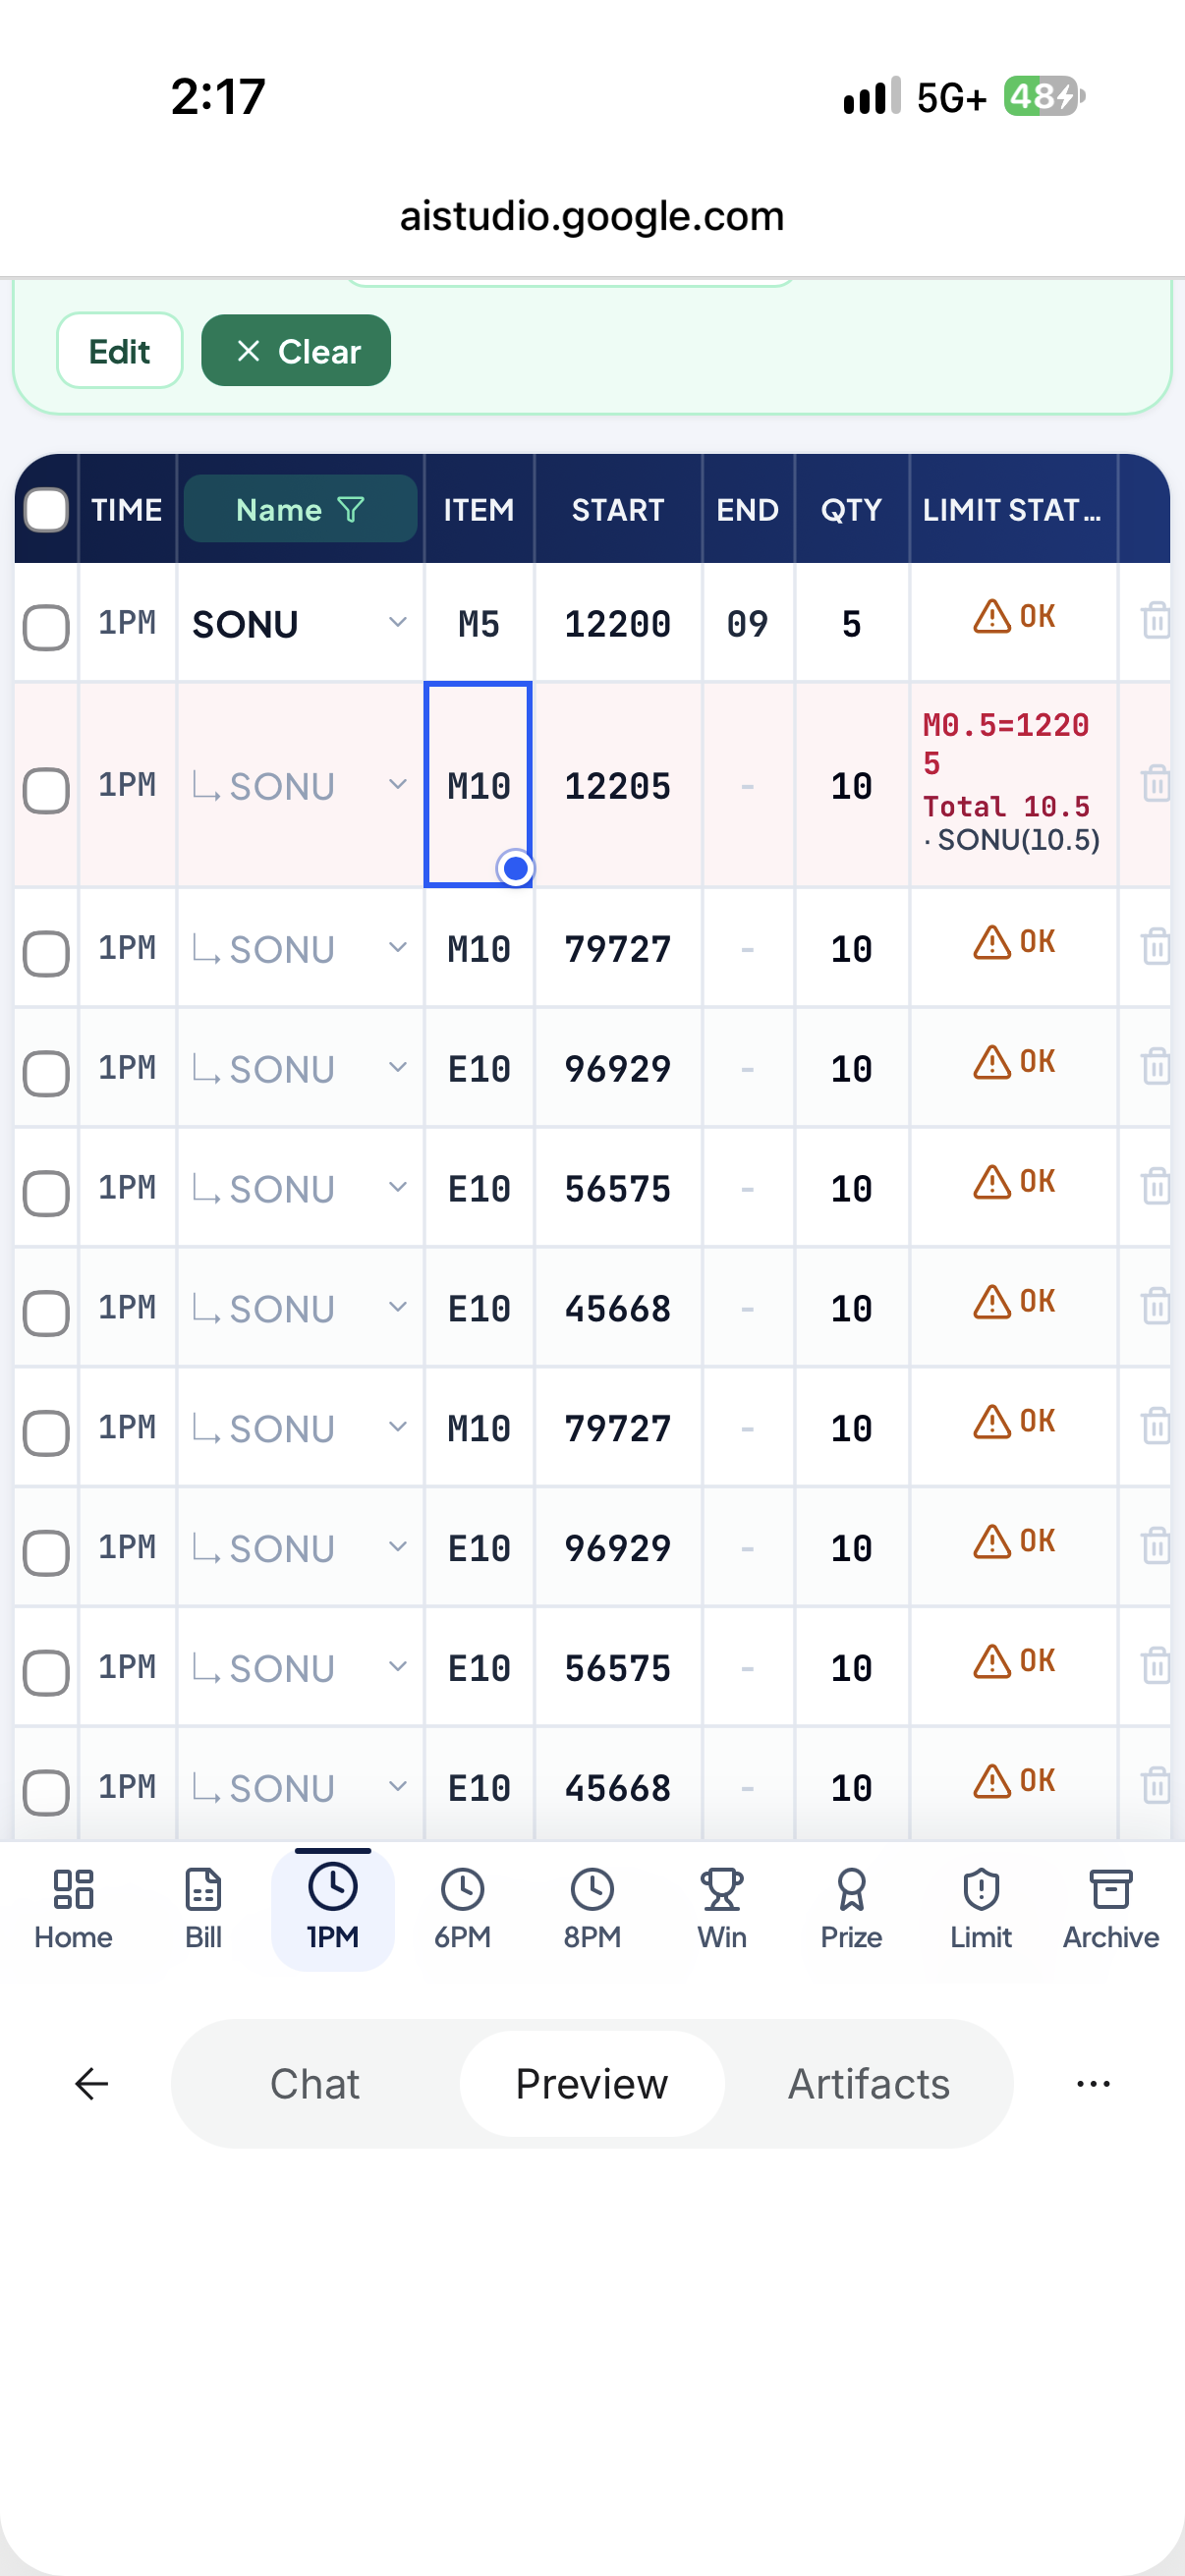 2:17 5G+ 48
aistudio.google.com
Edit Clear
TIME Name ITEM START END QTY LIMIT STAT...
1PM SONU M5 12200 09 5 OK
1PM SONU M10 12205 - 10 M0.5=1220
5
Total 10.5
· SONU(10.5)
1PM SONU M10 79727 - 10 OK
1PM SONU E10 96929 - 10 OK
1PM SONU E10 56575 - 10 OK
1PM SONU E10 45668 - 10 OK
1PM SONU M10 79727 - 10 OK
1PM SONU E10 96929 - 10 OK
1PM SONU E10 56575 - 10 OK
1PM SONU E10 45668 - 10 OK
Home Bill 1PM 6PM 8PM Win Prize Limit Archive
Chat Preview Artifacts ...